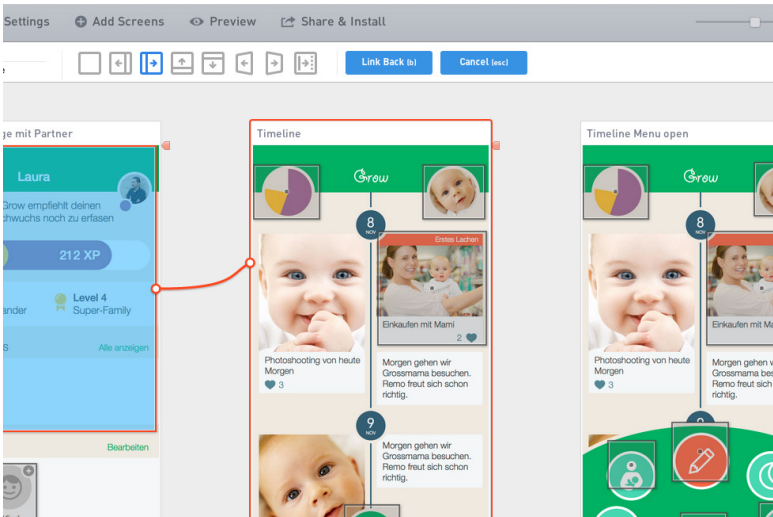 Settings
Add Screens
Preview
Share & Install
Link Back (b)
Cancel (esc)
ge mit Partner
Laura
Grow empfiehlt deinen
chwuchs noch zu erfasen
212 XP
ander
Level 4
Super-Family
S
Alle anzeigen
Bearbeiten
Timeline
Grow
8
NOV
Erstes Lachen
Einkaufen mit Mami
2
Photoshooting von heute
Morgen
3
Morgen gehen wir
Grossmama besuchen.
Remo freut sich schon
richtig.
9
NOV
Morgen gehen wir
Grossmama besuchen.
Remo freut sich schon
richtig.
Timeline Menu open
Grow
8
NOV
Einkaufen mit Ma
Photoshooting von heute
Morgen
3
Morgen gehen w
Grossmama bes
Remo freut sich
richtig.